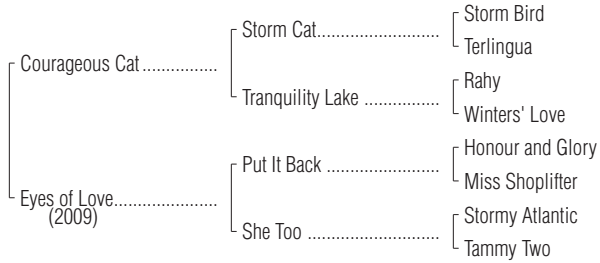 Storm Bird
Storm Cat......................
Terlingua
Courageous Cat ..............
Rahy
Tranquility Lake .............
Winters' Love
Honour and Glory
Put It Back ....................
Miss Shoplifter
Eyes of Love...................
(2009)
Stormy Atlantic
She Too .......................
Tammy Two